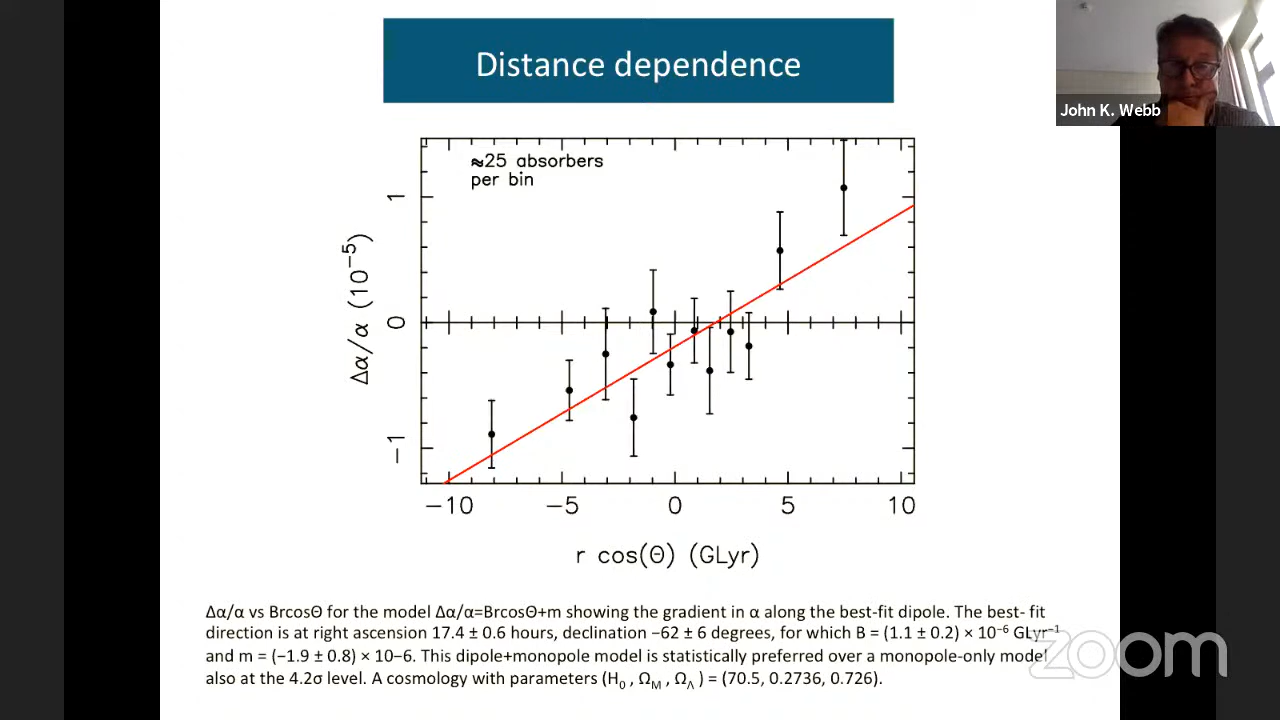 Distance dependence
John K. Webb
≈25 absorbers
per bin
Δα/α (10⁻⁵)
1
0
−1
−10 −5 0 5 10
r cos(Θ) (GLyr)
Δα/α vs BrcosΘ for the model Δα/α=BrcosΘ+m showing the gradient in α along the best-fit dipole. The best- fit
direction is at right ascension 17.4 ± 0.6 hours, declination −62 ± 6 degrees, for which B = (1.1 ± 0.2) × 10⁻⁶ GLyr⁻¹
and m = (−1.9 ± 0.8) × 10−6. This dipole+monopole model is statistically preferred over a monopole-only model
also at the 4.2σ level. A cosmology with parameters (H₀ , Ω_M , Ω_Λ ) = (70.5, 0.2736, 0.726).
zoom